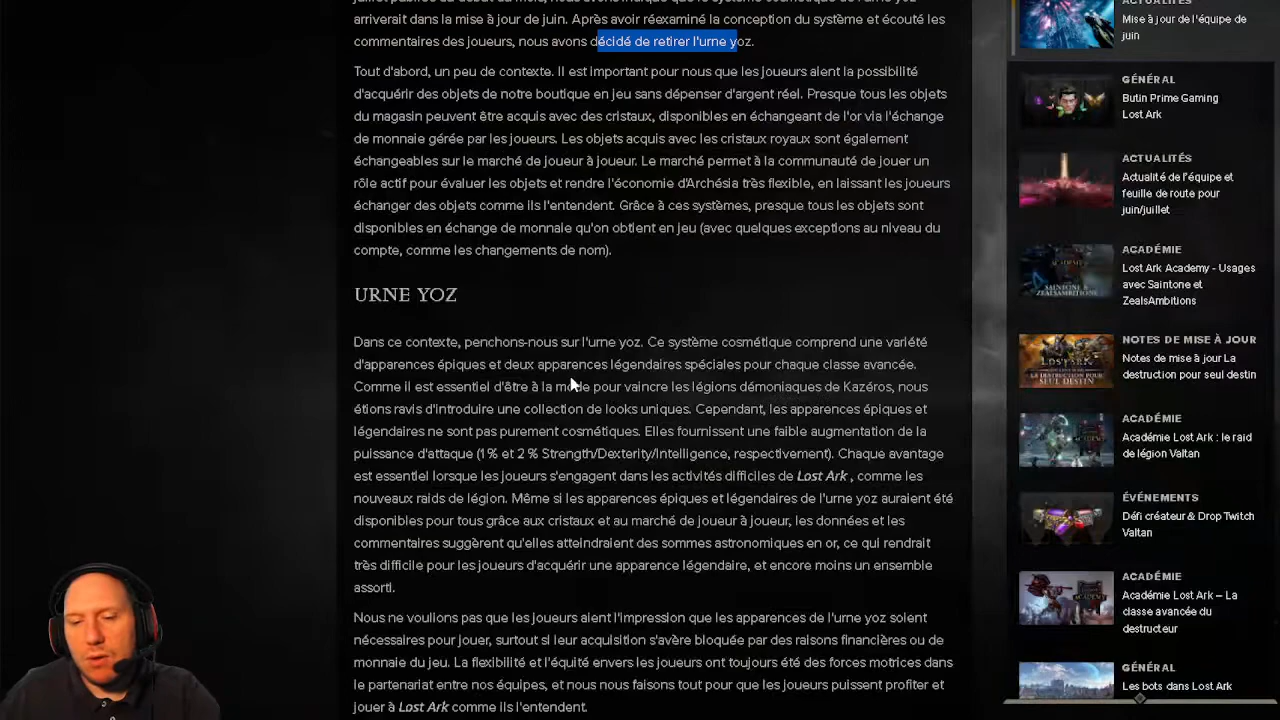 arriverait dans la mise à jour de juin. Après avoir réexaminé la conception du système et écouté les
commentaires des joueurs, nous avons décidé de retirer l'urne yoz.
Tout d'abord, un peu de contexte. Il est important pour nous que les joueurs aient la possibilité
d'acquérir des objets de notre boutique en jeu sans dépenser d'argent réel. Presque tous les objets
du magasin peuvent être acquis avec des cristaux, disponibles en échangeant de l'or via l'échange
de monnaie gérée par les joueurs. Les objets acquis avec les cristaux royaux sont également
échangeables sur le marché de joueur à joueur. Le marché permet à la communauté de jouer un
rôle actif pour évaluer les objets et rendre l'économie d'Archésia très flexible, en laissant les joueurs
échanger des objets comme ils l'entendent. Grâce à ces systèmes, presque tous les objets sont
disponibles en échange de monnaie qu'on obtient en jeu (avec quelques exceptions au niveau du
compte, comme les changements de nom).
URNE YOZ
Dans ce contexte, penchons-nous sur l'urne yoz. Ce système cosmétique comprend une variété
d'apparences épiques et deux apparences légendaires spéciales pour chaque classe avancée.
Comme il est essentiel d'être à la mode pour vaincre les légions démoniaques de Kazéros, nous
étions ravis d'introduire une collection de looks uniques. Cependant, les apparences épiques et
légendaires ne sont pas purement cosmétiques. Elles fournissent une faible augmentation de la
puissance d'attaque (1 % et 2 % Strength/Dexterity/Intelligence, respectivement). Chaque avantage
est essentiel lorsque les joueurs s'engagent dans les activités difficiles de Lost Ark , comme les
nouveaux raids de légion. Même si les apparences épiques et légendaires de l'urne yoz auraient été
disponibles pour tous grâce aux cristaux et au marché de joueur à joueur, les données et les
commentaires suggèrent qu'elles atteindraient des sommes astronomiques en or, ce qui rendrait
très difficile pour les joueurs d'acquérir une apparence légendaire, et encore moins un ensemble
assorti.
Nous ne voulions pas que les joueurs aient l'impression que les apparences de l'urne yoz soient
nécessaires pour jouer, surtout si leur acquisition s'avère bloquée par des raisons financières ou de
monnaie du jeu. La flexibilité et l'équité envers les joueurs ont toujours été des forces motrices dans
le partenariat entre nos équipes, et nous nous faisons tout pour que les joueurs puissent profiter et
jouer à Lost Ark comme ils l'entendent.
Mise à jour de l'équipe de
juin
GÉNÉRAL
Butin Prime Gaming
Lost Ark
ACTUALITÉS
Actualité de l'équipe et
feuille de route pour
juin/juillet
ACADÉMIE
Lost Ark Academy - Usages
avec Saintone et
ZealsAmbitions
NOTES DE MISE À JOUR
Notes de mise à jour La
destruction pour seul destin
ACADÉMIE
Académie Lost Ark : le raid
de légion Valtan
ÉVÉNEMENTS
Défi créateur & Drop Twitch
Valtan
ACADÉMIE
Académie Lost Ark – La
classe avancée du
destructeur
GÉNÉRAL
Les bots dans Lost Ark